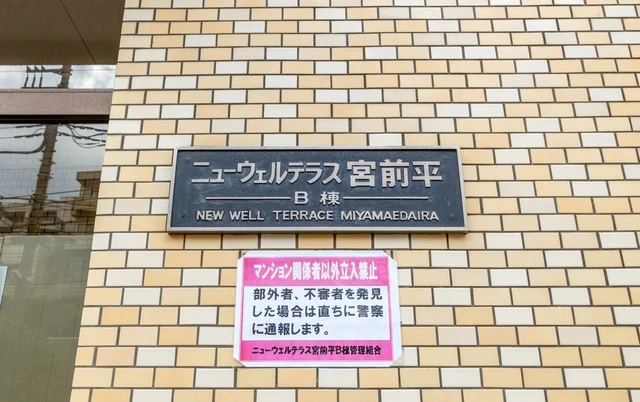 ニューウェルテラス宮前平
B棟
NEW WELL TERRACE MIYAMAEDAIRA
マンション関係者以外立入禁止
部外者、不審者を発見
した場合は直ちに警察
に通報します。
ニューウェルテラス宮前平B棟管理組合